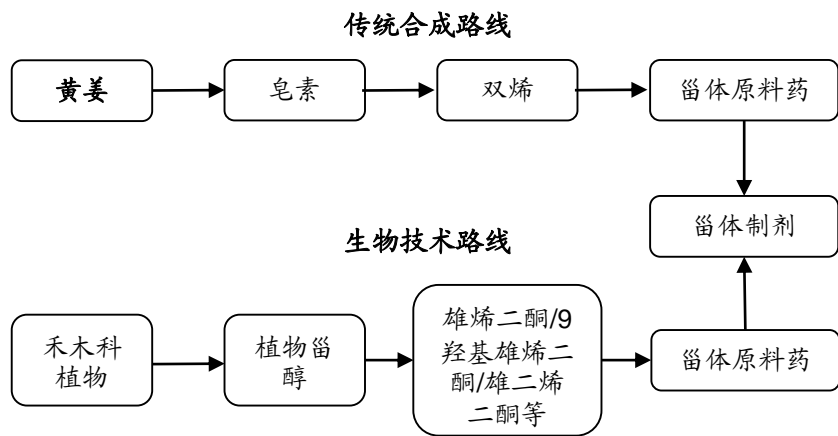 传统合成路线
黄姜
皂素
双烯
甾体原料药
甾体制剂
生物技术路线
禾木科
植物
植物甾
醇
雄烯二酮/9
羟基雄烯二
酮/雄二烯
二酮等
甾体原料药